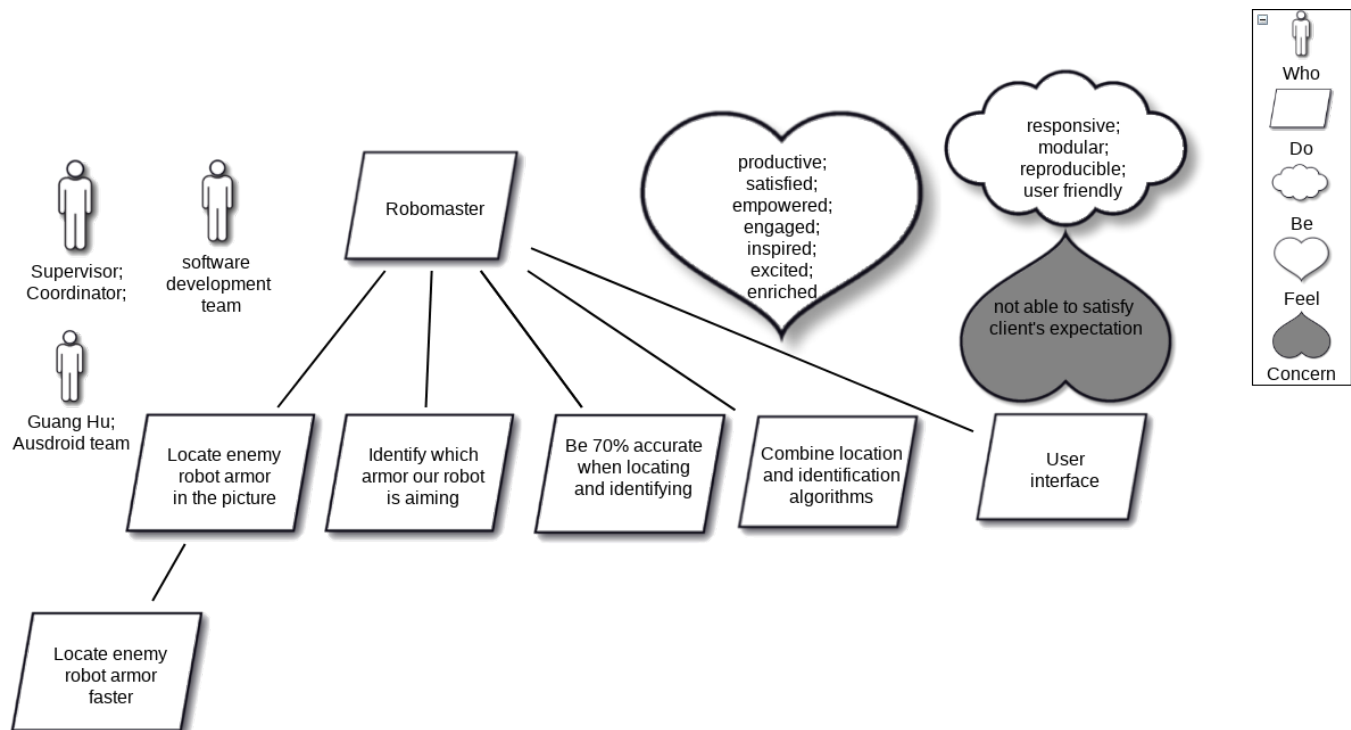 Supervisor;
Coordinator;
software
development
team
Guang Hu;
Ausdroid team
Robomaster
productive;
satisfied;
empowered;
engaged;
inspired;
excited;
enriched
responsive;
modular;
reproducible;
user friendly
not able to satisfy
client's expectation
Locate enemy
robot armor
in the picture
Identify which
armor our robot
is aiming
Be 70% accurate
when locating
and identifying
Combine location
and identification
algorithms
User
interface
Locate enemy
robot armor
faster
Who
Do
Be
Feel
Concern